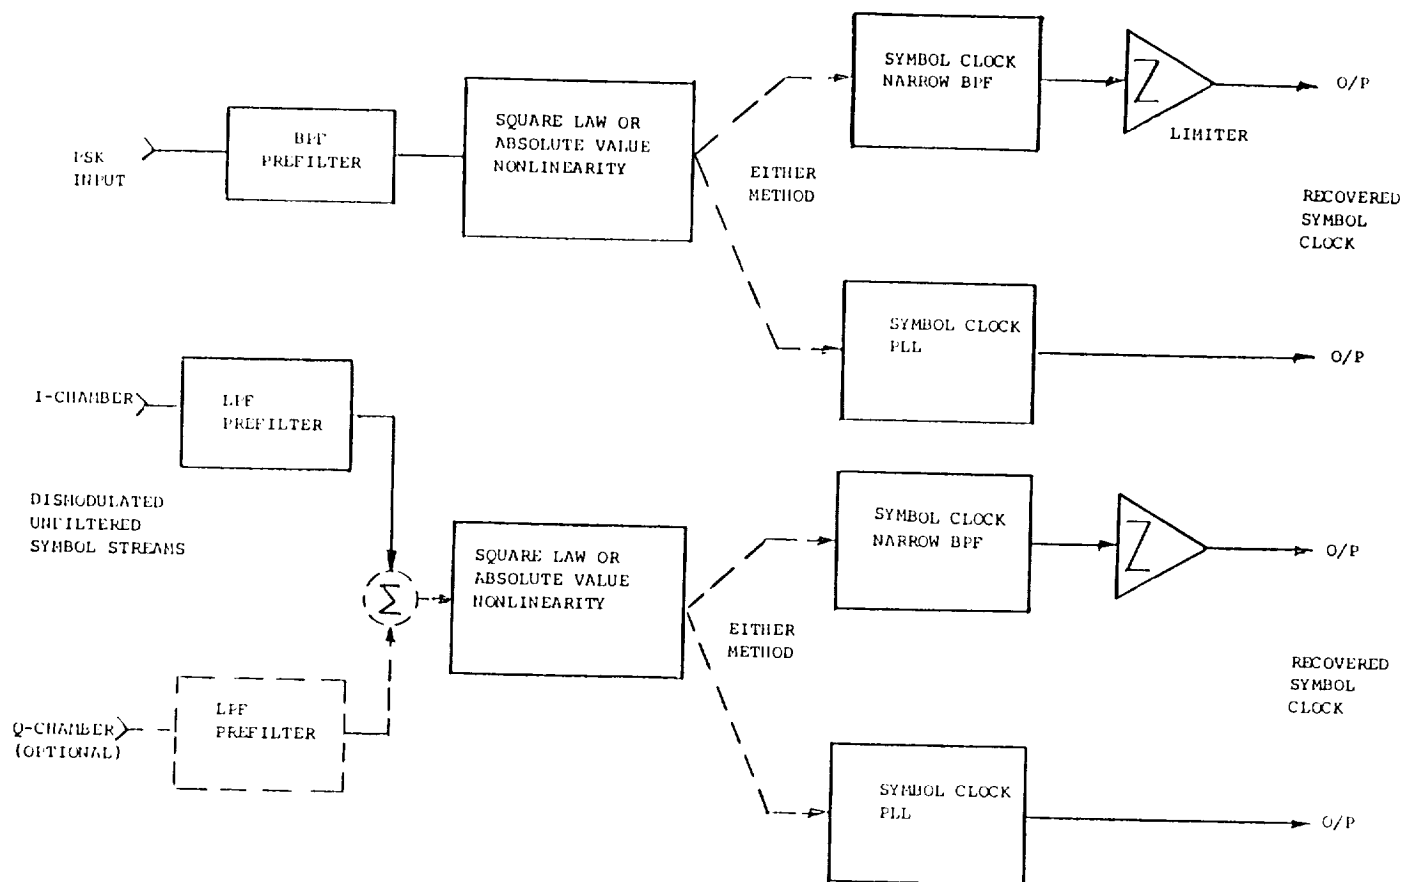 SYMBOL CLOCK
NARROW BPF
O/P
LIMITER
SQUARE LAW OR
ABSOLUTE VALUE
NONLINEARITY
BPF
PREFILTER
PSK
INPUT
EITHER
METHOD
RECOVERED
SYMBOL
CLOCK
SYMBOL CLOCK
PLL
O/P
I-CHAMBER
LPF
PREFILTER
DISMODULATED
UNFILTERED
SYMBOL STREAMS
SYMBOL CLOCK
NARROW BPF
O/P
Σ
SQUARE LAW OR
ABSOLUTE VALUE
NONLINEARITY
EITHER
METHOD
RECOVERED
SYMBOL
CLOCK
Q-CHAMBER
(OPTIONAL)
LPF
PREFILTER
SYMBOL CLOCK
PLL
O/P